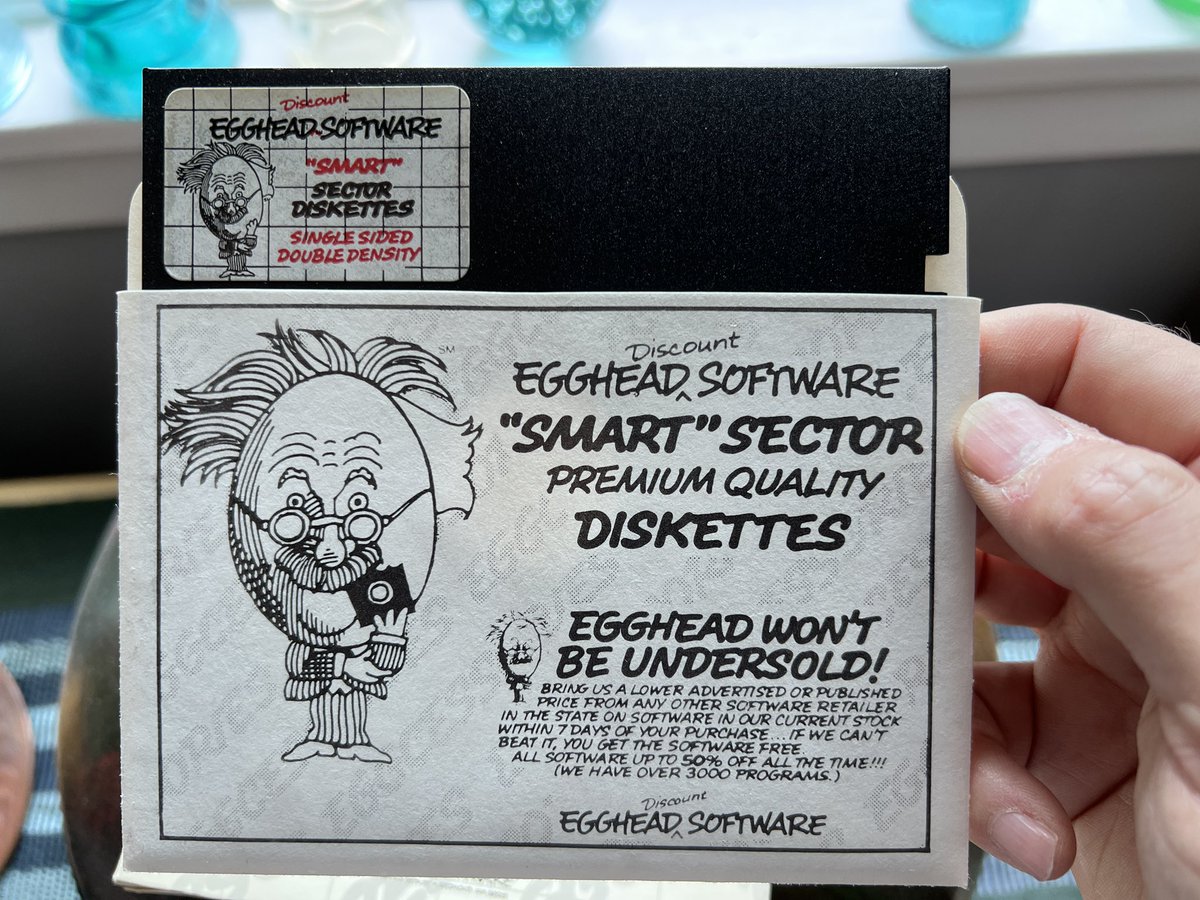 Discount
EGGHEAD SOFTWARE
"SMART"
SECTOR
DISKETTES
SINGLE SIDED
DOUBLE DENSITY
SM
Discount
EGGHEAD‸SOFTWARE
"SMART" SECTOR
PREMIUM QUALITY
DISKETTES
EGGHEAD WON'T
BE UNDERSOLD!
BRING US A LOWER ADVERTISED OR PUBLISHED
PRICE FROM ANY OTHER SOFTWARE RETAILER
IN THE STATE ON SOFTWARE IN OUR CURRENT STOCK
WITHIN 7 DAYS OF YOUR PURCHASE... IF WE CAN'T
BEAT IT, YOU GET THE SOFTWARE FREE.
ALL SOFTWARE UP TO 50% OFF ALL THE TIME!!!
(WE HAVE OVER 3000 PROGRAMS.)
Discount
EGGHEAD‸SOFTWARE